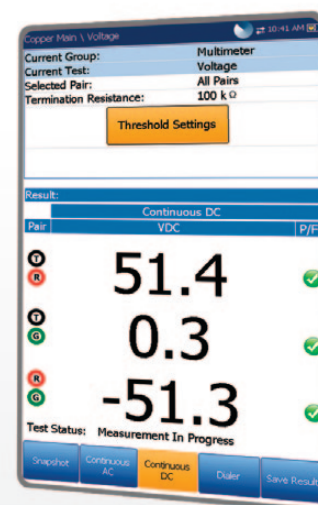 Copper Main \ Voltage 10:41 AM
Current Group: Multimeter
Current Test: Voltage
Selected Pair: All Pairs
Termination Resistance: 100 k Ω
Threshold Settings
Result:
Continuous DC
Pair VDC P/F
T
R 51.4
T
G 0.3
R
G -51.3
Test Status: Measurement In Progress
Snapshot Continuous AC Continuous DC Dialer Save Result